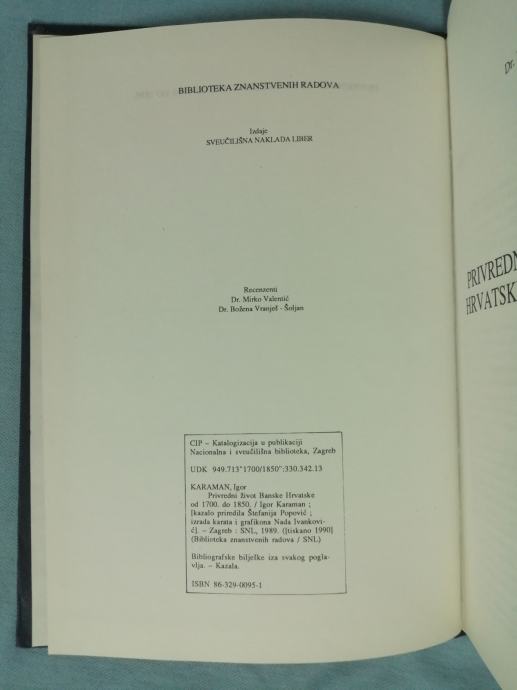 BIBLIOTEKA ZNANSTVENIH RADOVA
Izdaje
SVEUČILIŠNA NAKLADA LIBER
Recenzenti
Dr. Mirko Valentić
Dr. Božena Vranješ - Šoljan
CIP – Katalogizacija u publikaciji
Nacionalna i sveučilišna biblioteka, Zagreb
UDK 949.713"1700/1850":330.342.13
KARAMAN, Igor
Privredni život Banske Hrvatske
od 1700. do 1850. / Igor Karaman ;
[kazalo priredila Štefanija Popović ;
izrada karata i grafikona Nada Ivankovi-
ć]. – Zagreb : SNL, 1989. ([tiskano 1990]
(Biblioteka znanstvenih radova / SNL)
Bibliografske bilješke iza svakog pogla-
vlja. – Kazala.
ISBN 86-329-0095-1
Dr.
PRIVREDN
HRVATSK